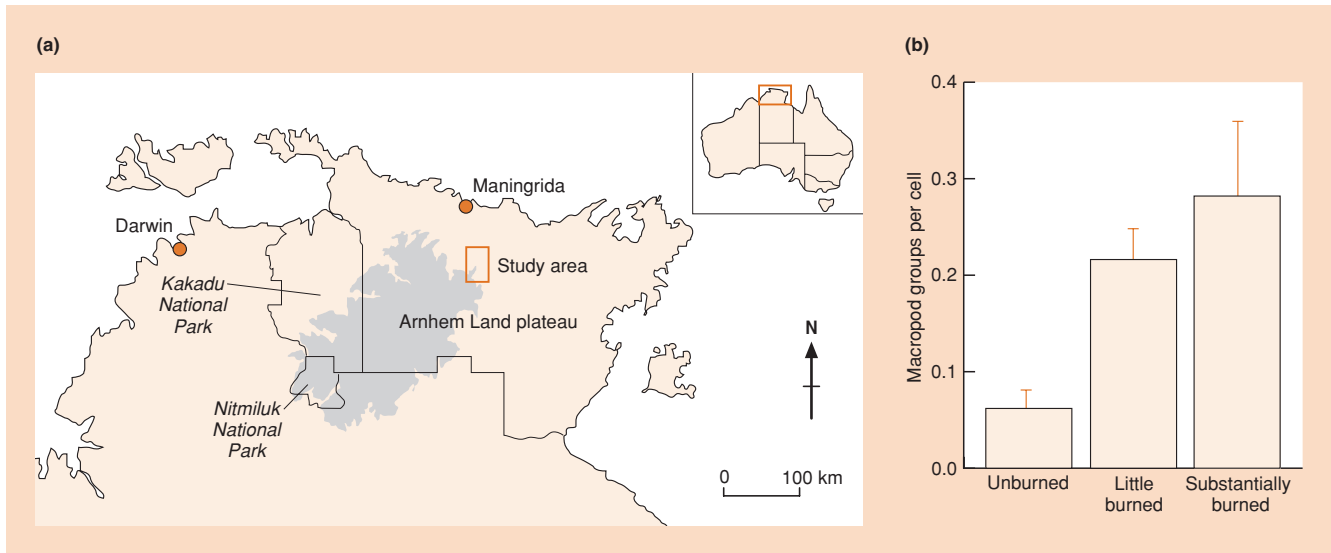 (a)
Darwin
Maningrida
Kakadu
National
Park
Study area
Arnhem Land plateau
Nitmiluk
National
Park
N
0 100 km
(b)
Macropod groups per cell
0.4
0.3
0.2
0.1
0.0
Unburned
Little
burned
Substantially
burned